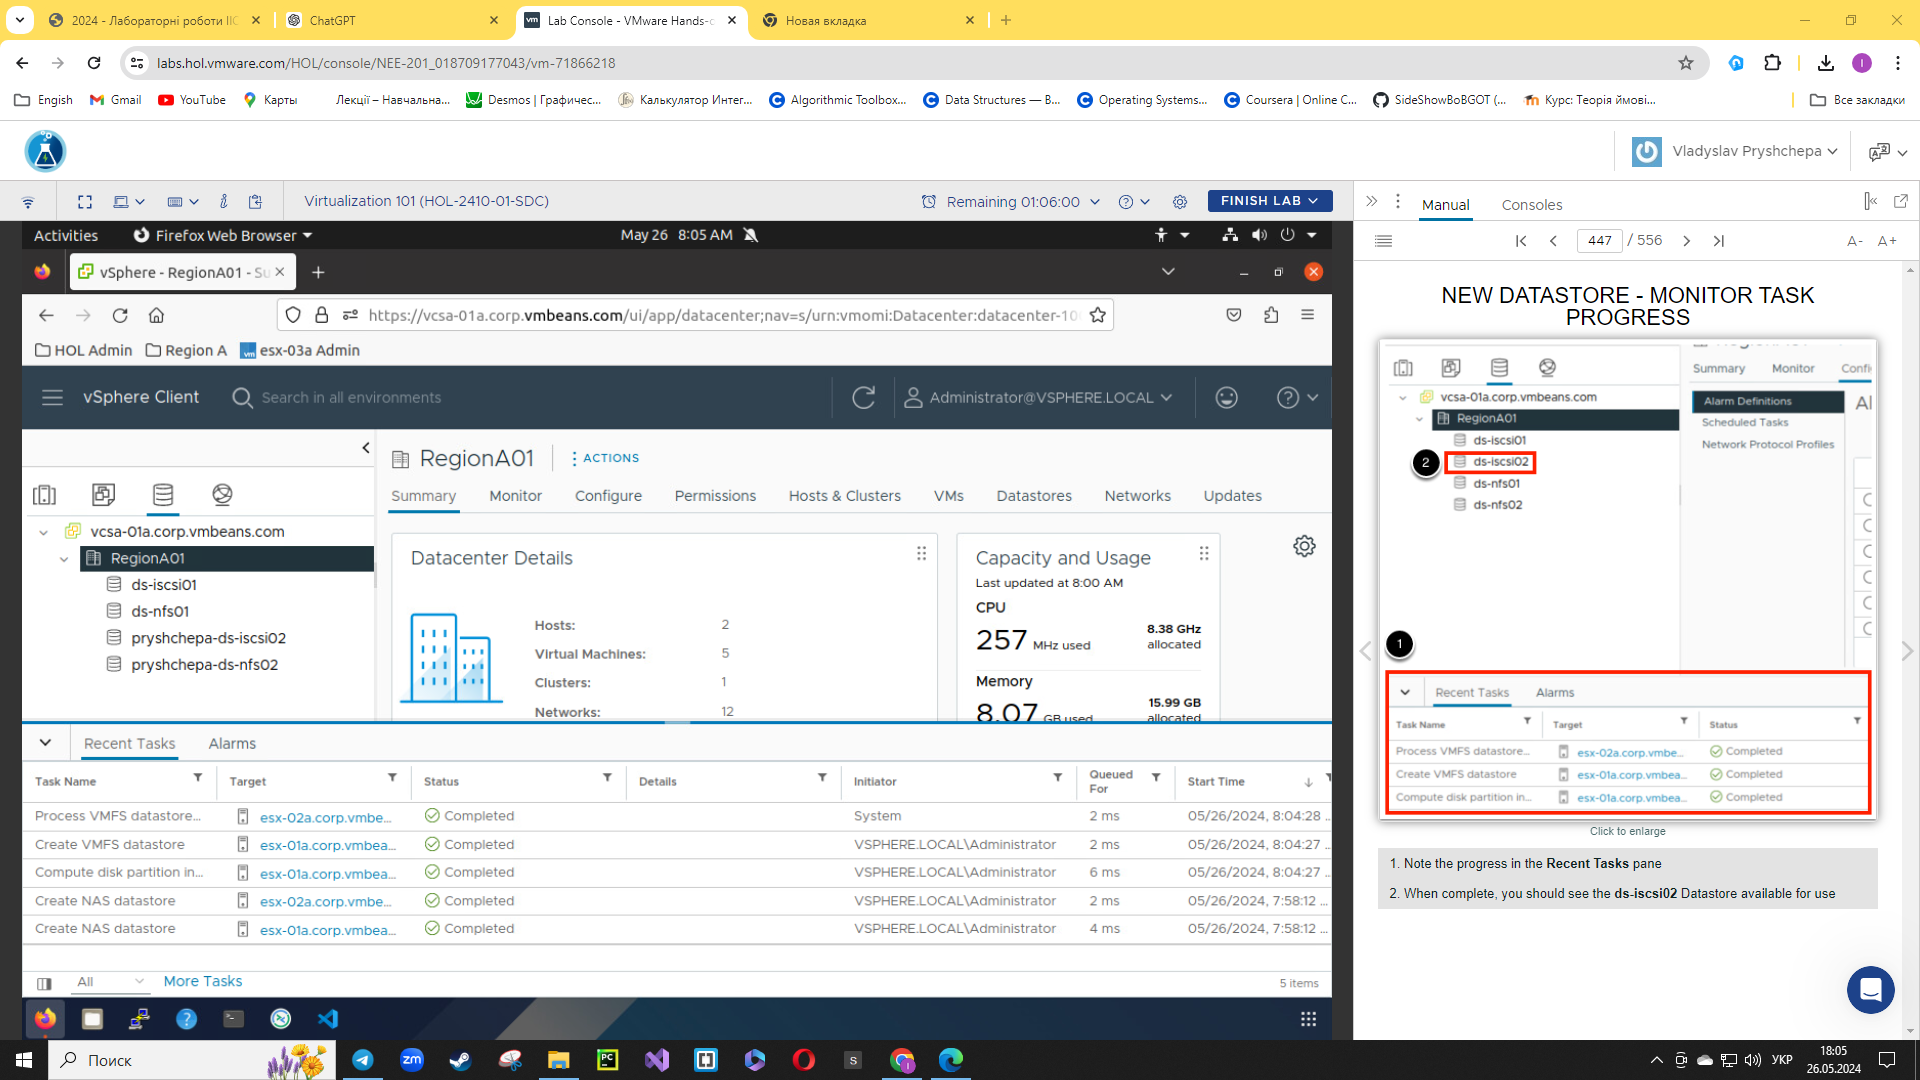 2024 - Лабораторні роботи ІІС
ChatGPT
Lab Console - VMware Hands-o
Новая вкладка
labs.hol.vmware.com/HOL/console/NEE-201_018709177043/vm-71866218
Engish
Gmail
YouTube
Карты
Лекції – Навчальна...
Desmos | Графичес...
Калькулятор Интег...
Algorithmic Toolbox...
Data Structures — В...
Operating Systems...
Coursera | Online C...
SideShowBoBGOT (...
Курс: Теорія ймові...
Все закладки
Vladyslav Pryshchepa
Virtualization 101 (HOL-2410-01-SDC)
Remaining 01:06:00
FINISH LAB
Manual
Consoles
447 / 556
A-
A+
Activities
Firefox Web Browser
May 26 8:05 AM
vSphere - RegionA01 - Su
https://vcsa-01a.corp.vmbeans.com/ui/app/datacenter;nav=s/urn:vmomi:Datacenter:datacenter-10
HOL Admin
Region A
esx-03a Admin
vSphere Client
Search in all environments
Administrator@VSPHERE.LOCAL
RegionA01
ACTIONS
Summary
Monitor
Configure
Permissions
Hosts & Clusters
VMs
Datastores
Networks
Updates
vcsa-01a.corp.vmbeans.com
RegionA01
ds-iscsi01
ds-nfs01
pryshchepa-ds-iscsi02
pryshchepa-ds-nfs02
Datacenter Details
Hosts: 2
Virtual Machines: 5
Clusters: 1
Networks: 12
Capacity and Usage
Last updated at 8:00 AM
CPU
257 MHz used
8.38 GHz
allocated
Memory
8.07 GB used
15.99 GB
allocated
Recent Tasks
Alarms
Task Name Target Status Details Initiator Queued For Start Time
Process VMFS datastore... esx-02a.corp.vmbe... Completed System 2 ms 05/26/2024, 8:04:28 ...
Create VMFS datastore esx-01a.corp.vmbea... Completed VSPHERE.LOCAL\Administrator 2 ms 05/26/2024, 8:04:27 ...
Compute disk partition in... esx-01a.corp.vmbea... Completed VSPHERE.LOCAL\Administrator 6 ms 05/26/2024, 8:04:27 ...
Create NAS datastore esx-02a.corp.vmbe... Completed VSPHERE.LOCAL\Administrator 2 ms 05/26/2024, 7:58:12 ...
Create NAS datastore esx-01a.corp.vmbea... Completed VSPHERE.LOCAL\Administrator 4 ms 05/26/2024, 7:58:12 ...
All
More Tasks
5 items
NEW DATASTORE - MONITOR TASK
PROGRESS
Summary
Monitor
Confi
vcsa-01a.corp.vmbeans.com
RegionA01
ds-iscsi01
2
ds-iscsi02
ds-nfs01
ds-nfs02
Alarm Definitions
Scheduled Tasks
Network Protocol Profiles
Al
1
Recent Tasks
Alarms
Task Name Target Status
Process VMFS datastore... esx-02a.corp.vmbe... Completed
Create VMFS datastore esx-01a.corp.vmbea... Completed
Compute disk partition in... esx-01a.corp.vmbea... Completed
Click to enlarge
1. Note the progress in the Recent Tasks pane
2. When complete, you should see the ds-iscsi02 Datastore available for use
Поиск
УКР
18:05
26.05.2024